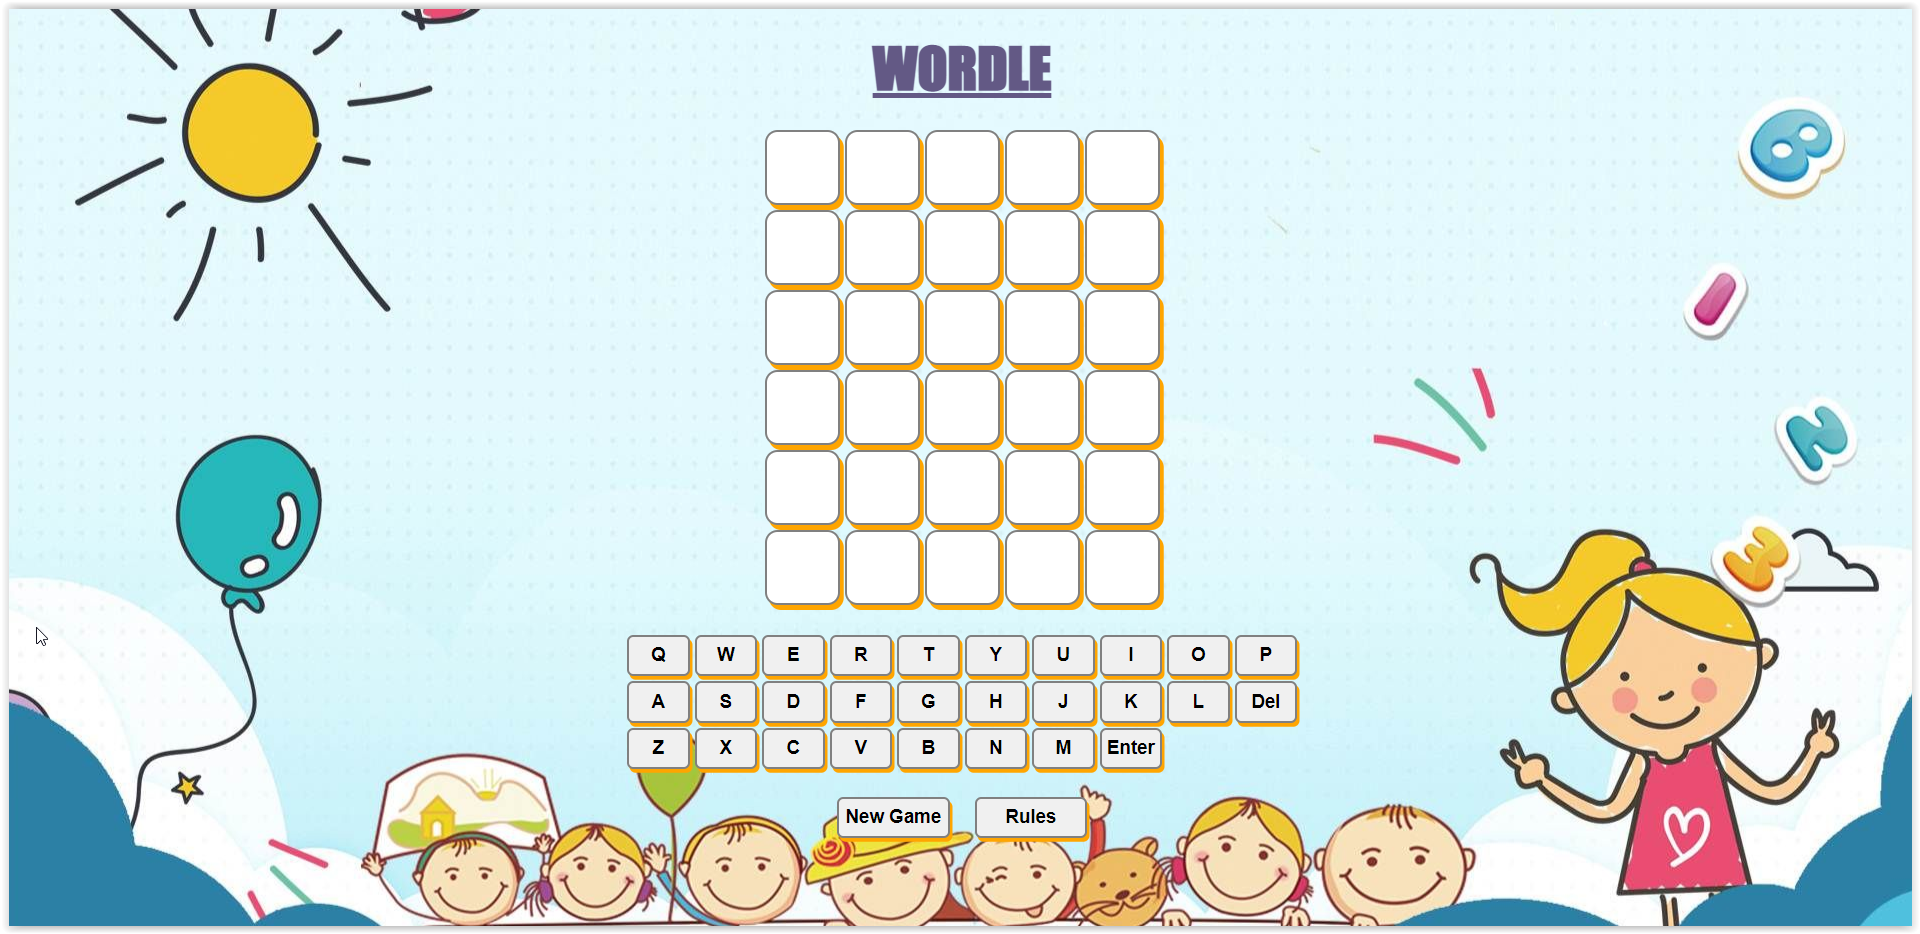 WORDLE
B
I
N
E
Q W E R T Y U I O P
A S D F G H J K L Del
Z X C V B N M Enter
New Game Rules